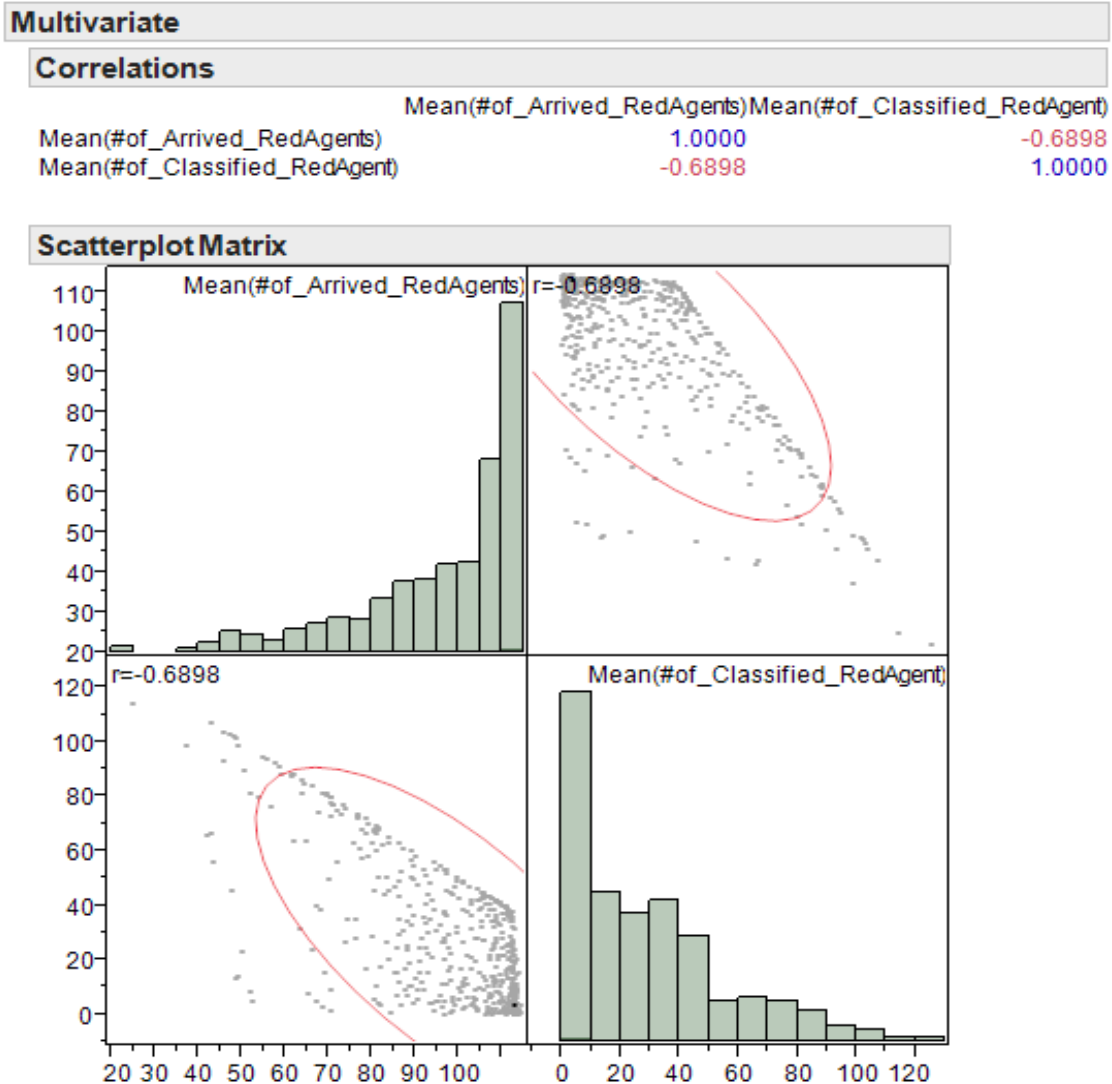 Multivariate
Correlations
Mean(#of_Arrived_RedAgents) Mean(#of_Classified_RedAgent)
Mean(#of_Arrived_RedAgents) 1.0000 -0.6898
Mean(#of_Classified_RedAgent) -0.6898 1.0000
Scatterplot Matrix
Mean(#of_Arrived_RedAgents) r=-0.6898
110
100
90
80
70
60
50
40
30
20
r=-0.6898 Mean(#of_Classified_RedAgent)
120
100
80
60
40
20
0
20 30 40 50 60 70 80 90 100 0 20 40 60 80 100 120